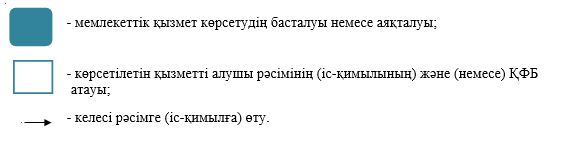 - мемлекеттік қызмет көрсетудің басталуы немесе аяқталуы;
- көрсетілетін қызметті алушы рәсімінің (іс-қимылының) және (немесе) ҚФБ
атауы;
- келесі рәсімге (іс-қимылға) өту.